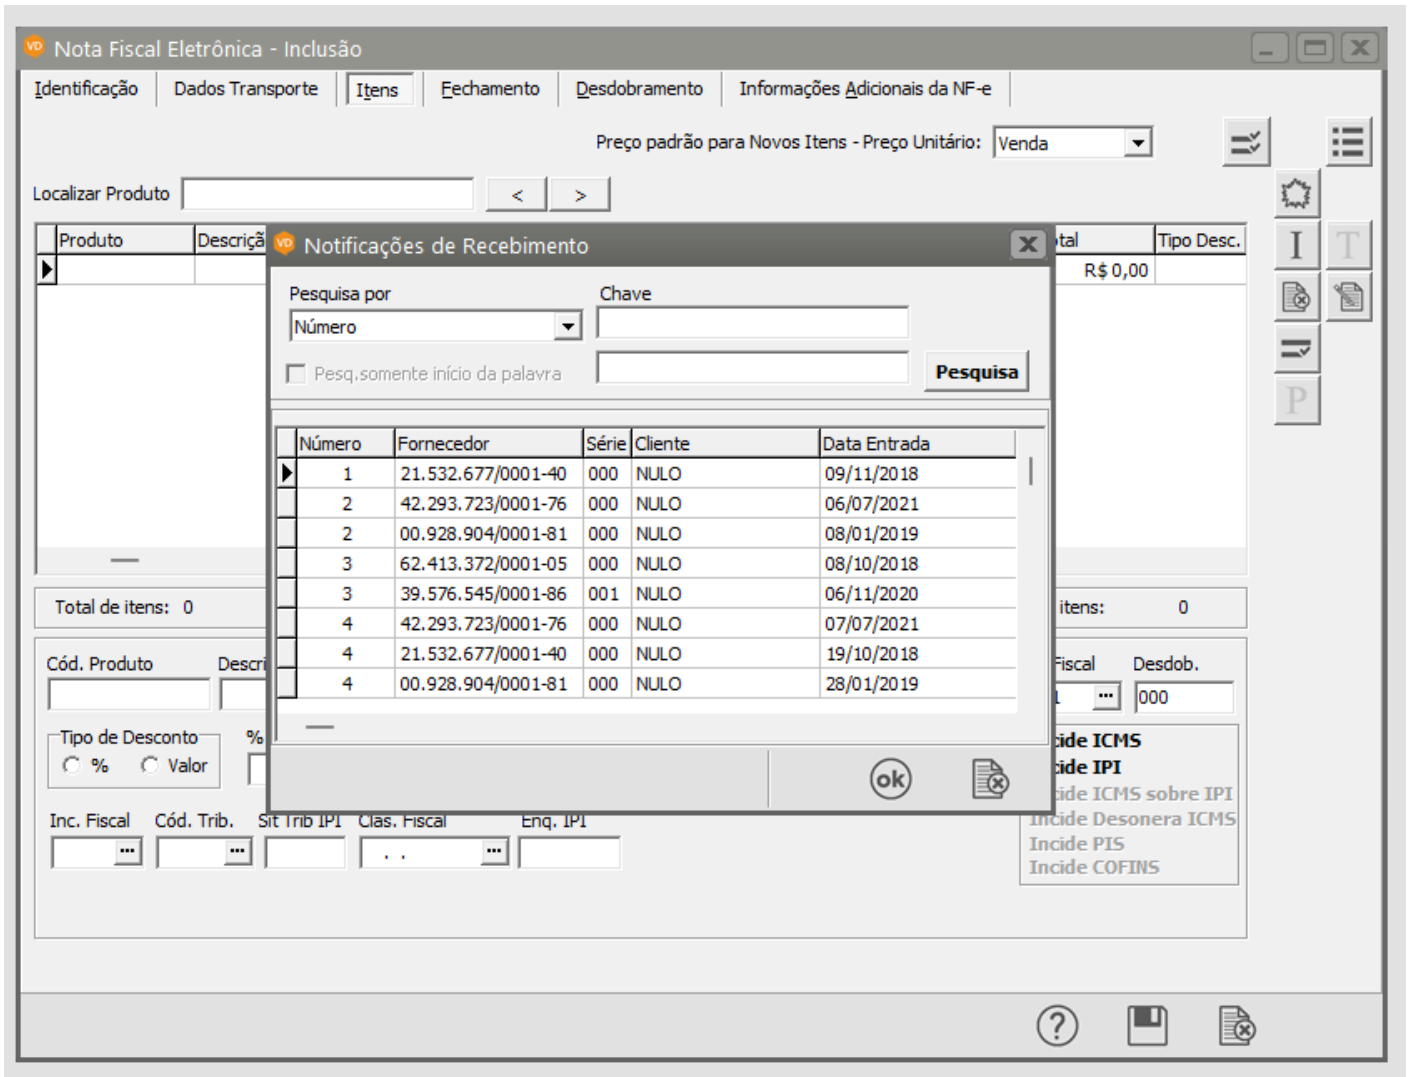 VD Nota Fiscal Eletrônica - Inclusão
Identificação Dados Transporte Itens Fechamento Desdobramento Informações Adicionais da NF-e
Preço padrão para Novos Itens - Preço Unitário: Venda
Localizar Produto < >
Produto Descriçã tal Tipo Desc.
R$ 0,00
I T
P
VD Notificações de Recebimento
Pesquisa por Chave
Número
Pesq.somente início da palavra Pesquisa
Número Fornecedor Série Cliente Data Entrada
1 21.532.677/0001-40 000 NULO 09/11/2018
2 42.293.723/0001-76 000 NULO 06/07/2021
2 00.928.904/0001-81 000 NULO 08/01/2019
3 62.413.372/0001-05 000 NULO 08/10/2018
3 39.576.545/0001-86 001 NULO 06/11/2020
4 42.293.723/0001-76 000 NULO 07/07/2021
4 21.532.677/0001-40 000 NULO 19/10/2018
4 00.928.904/0001-81 000 NULO 28/01/2019
ok
Total de itens: 0 itens: 0
Cód. Produto Descri Fiscal Desdob.
1 ... 000
Tipo de Desconto %
% Valor
cide ICMS
cide IPI
cide ICMS sobre IPI
Incide Desonera ICMS
Incide PIS
Incide COFINS
Inc. Fiscal Cód. Trib. Sit Trib IPI Clas. Fiscal Enq. IPI
... ... . . ...
?